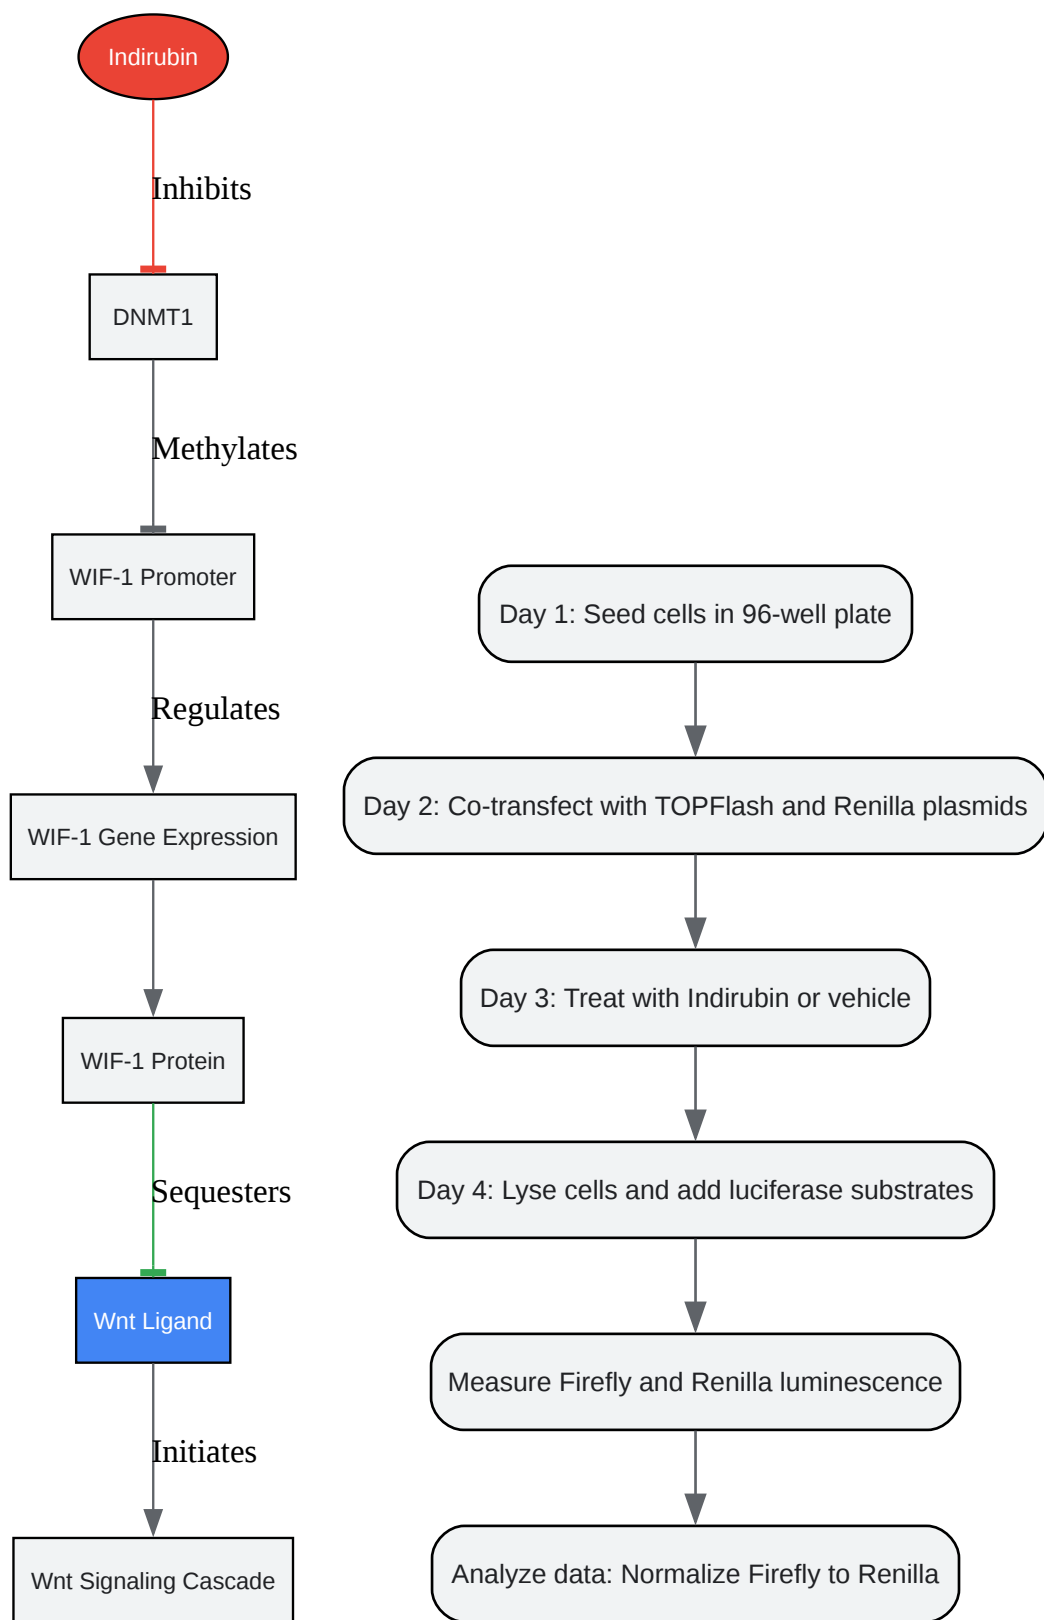 Indirubin
Inhibits
DNMT1
Methylates
WIF-1 Promoter
Regulates
WIF-1 Gene Expression
WIF-1 Protein
Sequesters
Wnt Ligand
Initiates
Wnt Signaling Cascade
Day 1: Seed cells in 96-well plate
Day 2: Co-transfect with TOPFlash and Renilla plasmids
Day 3: Treat with Indirubin or vehicle
Day 4: Lyse cells and add luciferase substrates
Measure Firefly and Renilla luminescence
Analyze data: Normalize Firefly to Renilla